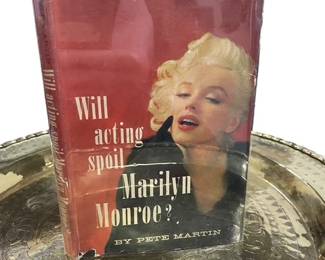 Will
acting
spoil
Marilyn
Monroe?
BY PETE MARTIN